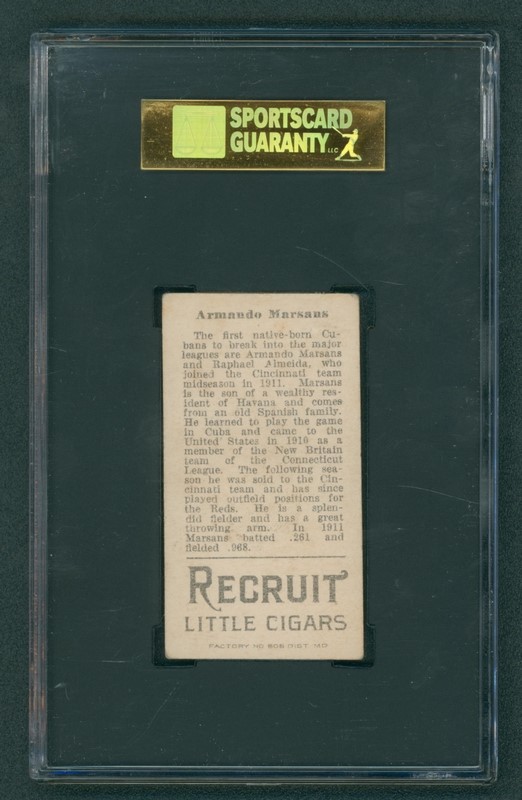 SPORTSCARD
GUARANTY LLC
Armando Marsans
The first native-born Cu-
bans to break into the major
leagues are Armando Marsans
and Raphael Almeida, who
joined the Cincinnati team
midseason in 1911. Marsans
is the son of a wealthy res-
ident of Havana and comes
from an old Spanish family.
He learned to play the game
in Cuba and came to the
United States in 1910 as a
member of the New Britain
team of the Connecticut
League. The following sea-
son he was sold to the Cin-
cinnati team and has since
played outfield positions for
the Reds. He is a splen-
did fielder and has a great
throwing arm. In 1911
Marsans batted .261 and
fielded .968.
RECRUIT
LITTLE CIGARS
FACTORY NO 606 DIST. MD